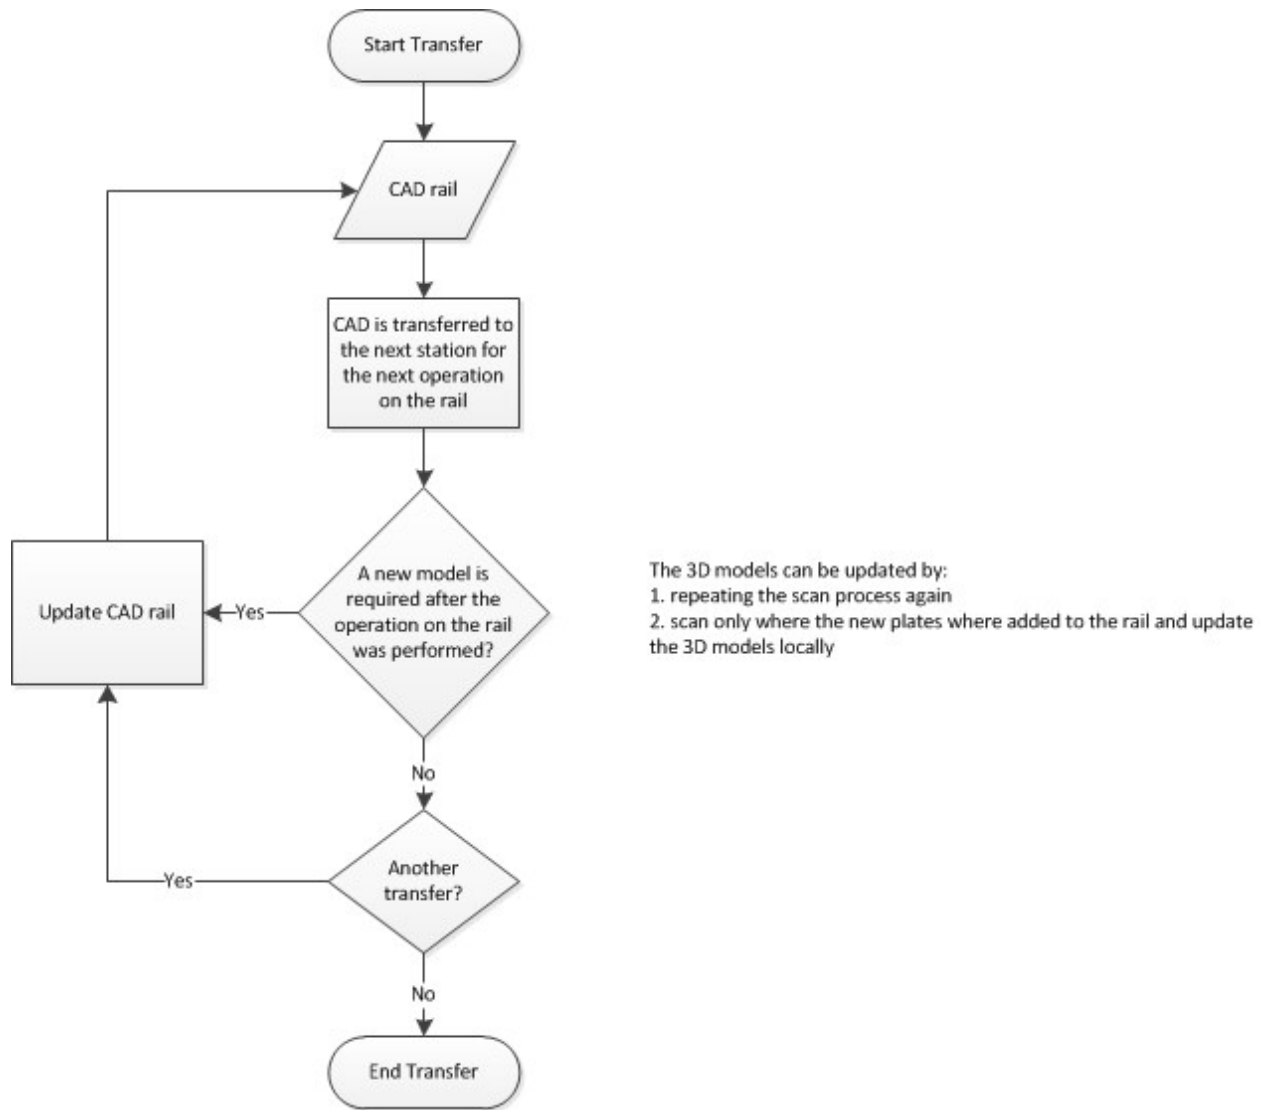 Start Transfer
CAD rail
CAD is transferred to
the next station for
the next operation
on the rail
A new model is
required after the
operation on the rail
was performed?
Yes
Update CAD rail
The 3D models can be updated by:
1. repeating the scan process again
2. scan only where the new plates where added to the rail and update
the 3D models locally
No
Another
transfer?
Yes
No
End Transfer